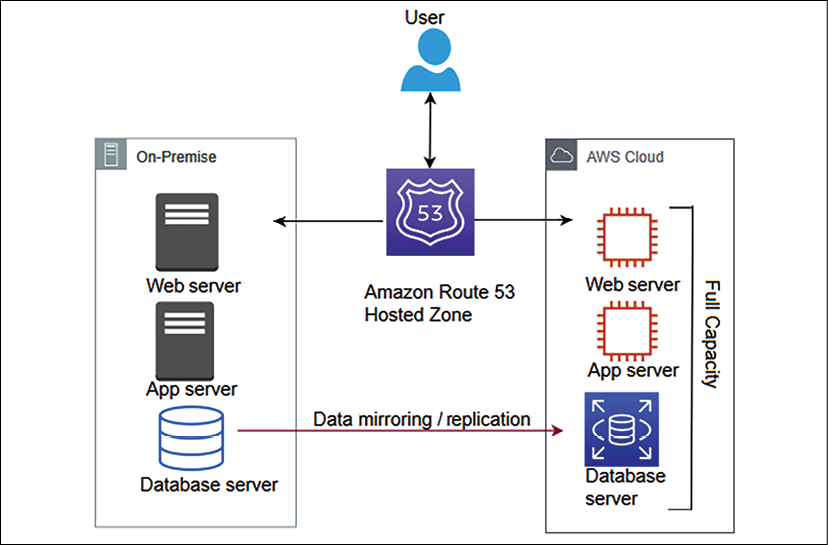 User
On-Premise
AWS Cloud
53
Web server
Web server
Amazon Route 53
Hosted Zone
App server
App server
Full Capacity
Data mirroring / replication
Database server
Database
server